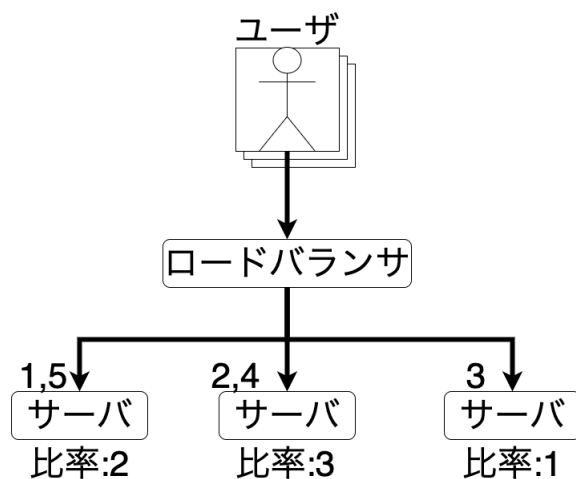 ユーザ
ロードバランサ
1,5 2,4 3
サーバ サーバ サーバ
比率:2 比率:3 比率:1